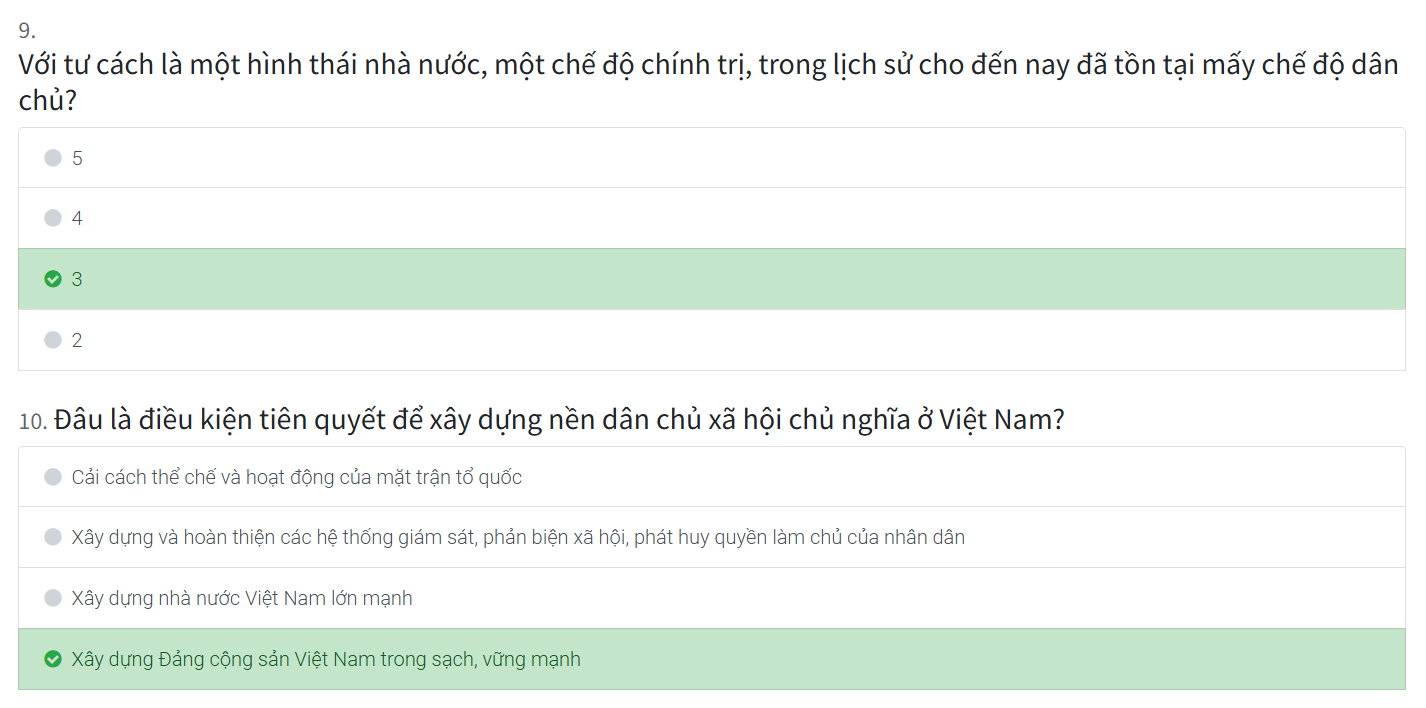 9.
Với tư cách là một hình thái nhà nước, một chế độ chính trị, trong lịch sử cho đến nay đã tồn tại mấy chế độ dân
chủ?
5
4
3
2
10. Đâu là điều kiện tiên quyết để xây dựng nền dân chủ xã hội chủ nghĩa ở Việt Nam?
Cải cách thể chế và hoạt động của mặt trận tổ quốc
Xây dựng và hoàn thiện các hệ thống giám sát, phản biện xã hội, phát huy quyền làm chủ của nhân dân
Xây dựng nhà nước Việt Nam lớn mạnh
Xây dựng Đảng cộng sản Việt Nam trong sạch, vững mạnh